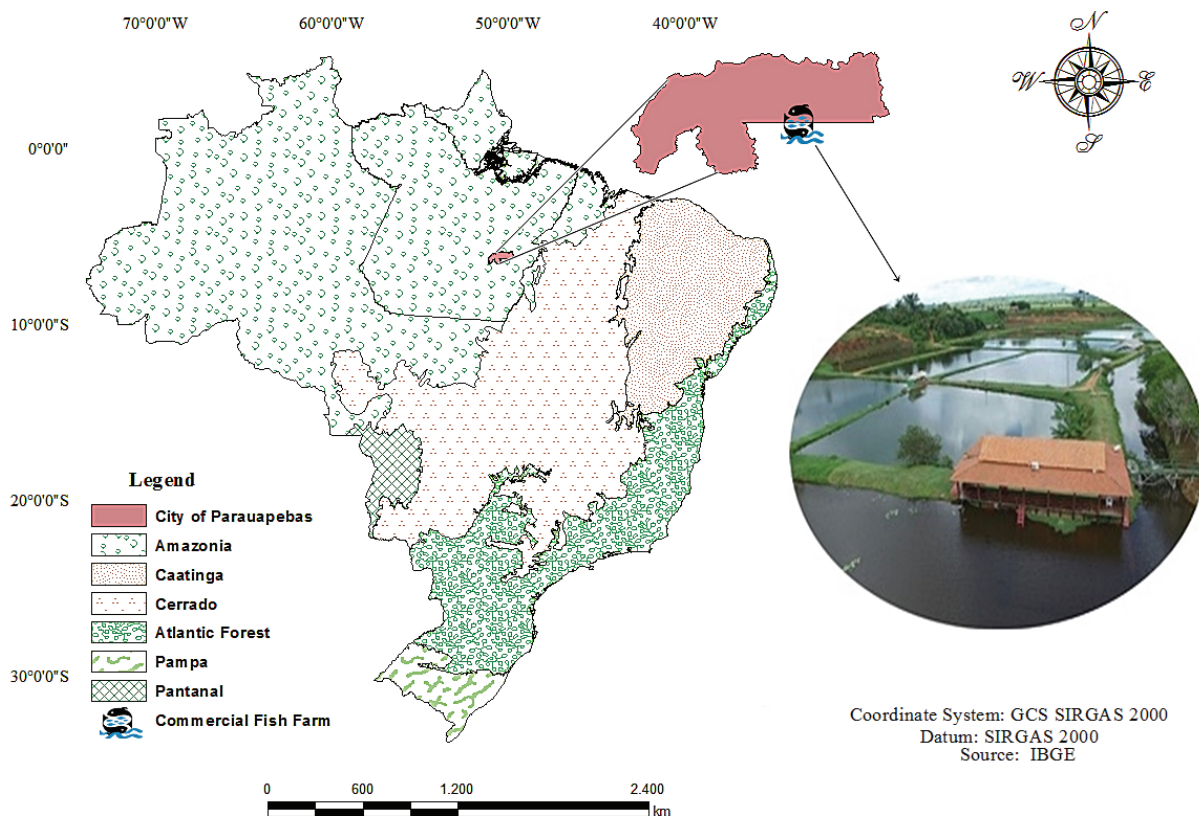 70°0'0"W 60°0'0"W 50°0'0"W 40°0'0"W
N
W E
S
0°0'0"
10°0'0"S
20°0'0"S
30°0'0"S
Legend
City of Parauapebas
Amazonia
Caatinga
Cerrado
Atlantic Forest
Pampa
Pantanal
Commercial Fish Farm
Coordinate System: GCS SIRGAS 2000
Datum: SIRGAS 2000
Source: IBGE
0 600 1.200 2.400
km